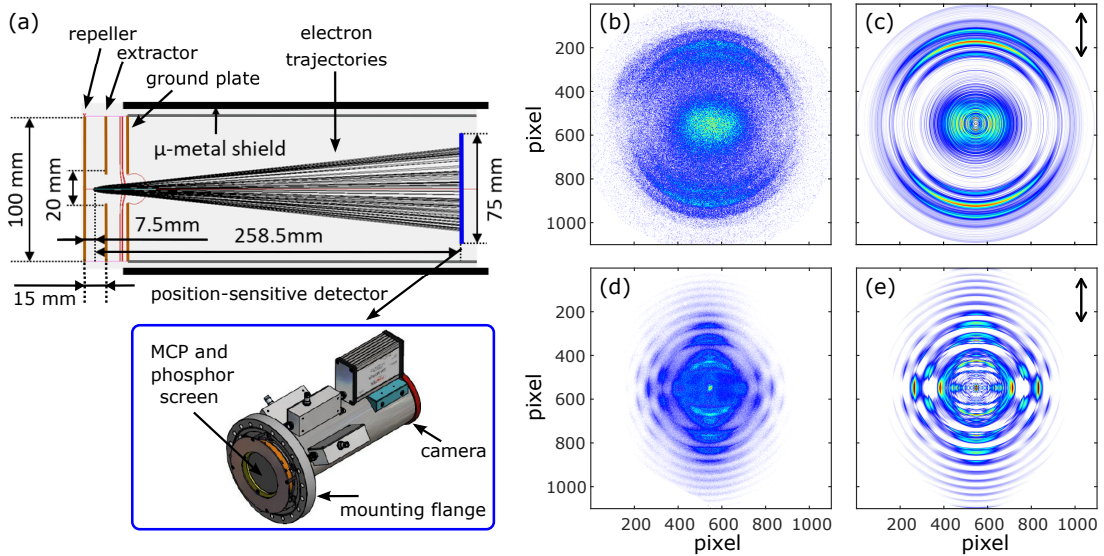 (a)
repeller
extractor
ground plate
electron
trajectories
μ-metal shield
100 mm
20 mm
7.5mm
258.5mm
75 mm
15 mm
position-sensitive detector
MCP and
phosphor
screen
camera
mounting flange
(b)
200
400
600
800
1000
pixel
(c)
(d)
200
400
600
800
1000
pixel
200 400 600 800 1000
pixel
(e)
200 400 600 800 1000
pixel